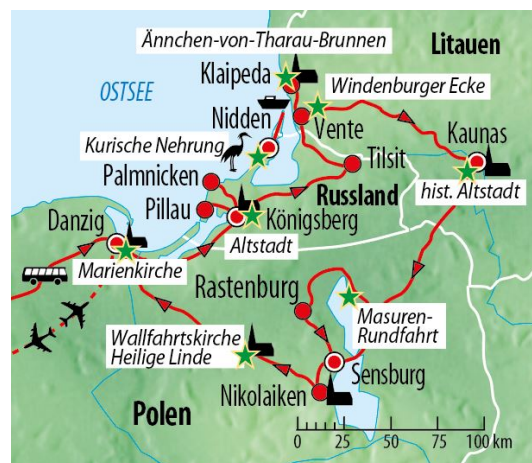 Ännchen-von-Tharau-Brunnen
Litauen
Klaipeda
OSTSEE
Windenburger Ecke
Nidden
Vente
Kaunas
Kurische Nehrung
Tilsit
Palmnicken
Russland
hist. Altstadt
Pillau
Königsberg
Danzig
Altstadt
Marienkirche
Rastenburg
Masuren-
Rundfahrt
Wallfahrtskirche
Heilige Linde
Sensburg
Nikolaiken
Polen
0 25 50 75 100 km